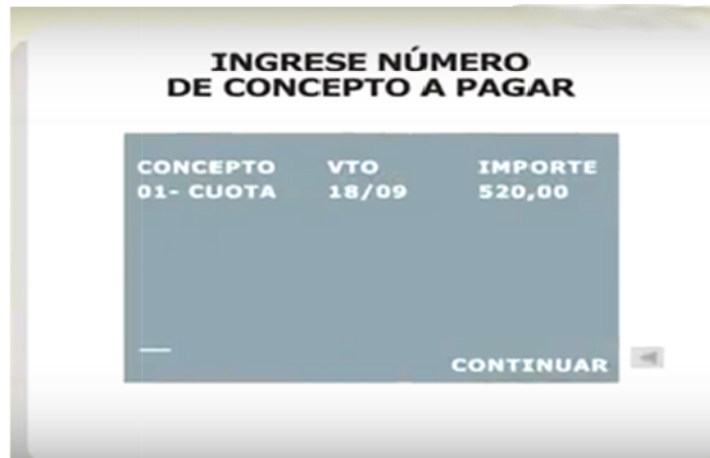 INGRESE NÚMERO
DE CONCEPTO A PAGAR
CONCEPTO VTO IMPORTE
01- CUOTA 18/09 520,00
CONTINUAR